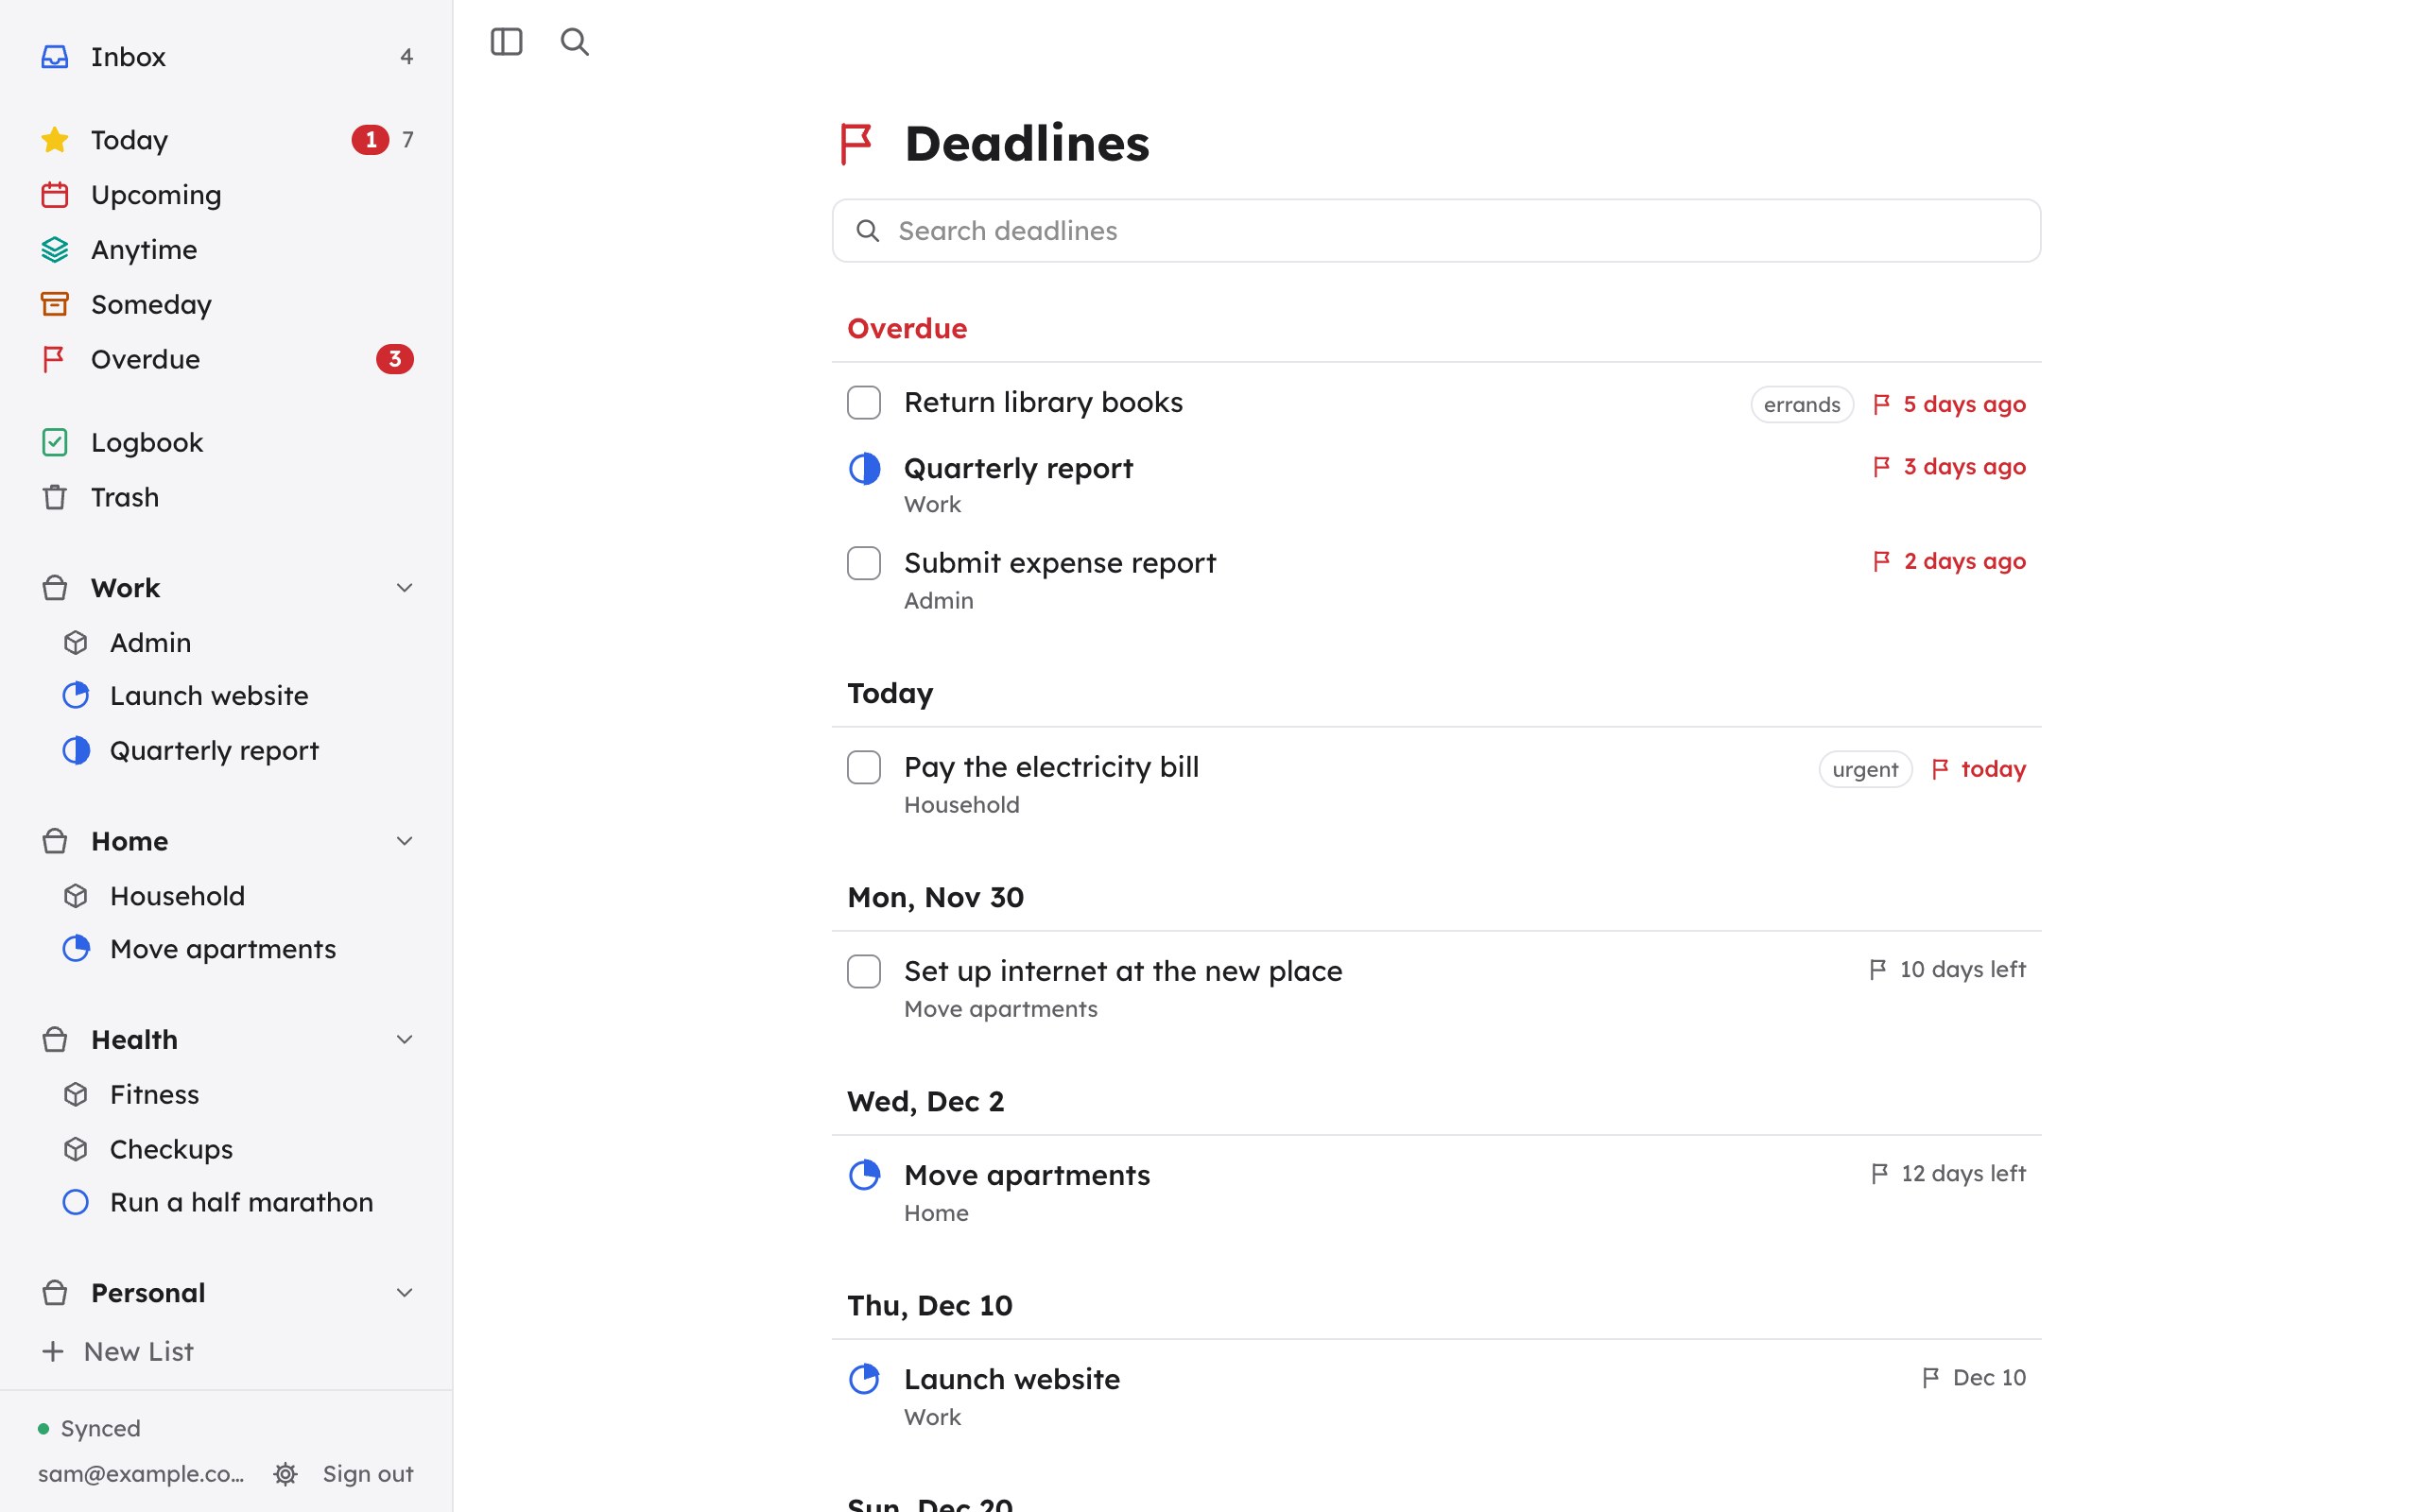 Inbox 4
Today 1 7
Upcoming
Anytime
Someday
Overdue 3
Logbook
Trash
Work
Admin
Launch website
Quarterly report
Home
Household
Move apartments
Health
Fitness
Checkups
Run a half marathon
Personal
New List
Synced
sam@example.co... Sign out
Deadlines
Search deadlines
Overdue
Return library books errands 5 days ago
Quarterly report 3 days ago
Work
Submit expense report 2 days ago
Admin
Today
Pay the electricity bill urgent today
Household
Mon, Nov 30
Set up internet at the new place 10 days left
Move apartments
Wed, Dec 2
Move apartments 12 days left
Home
Thu, Dec 10
Launch website Dec 10
Work
Sun, Dec 20